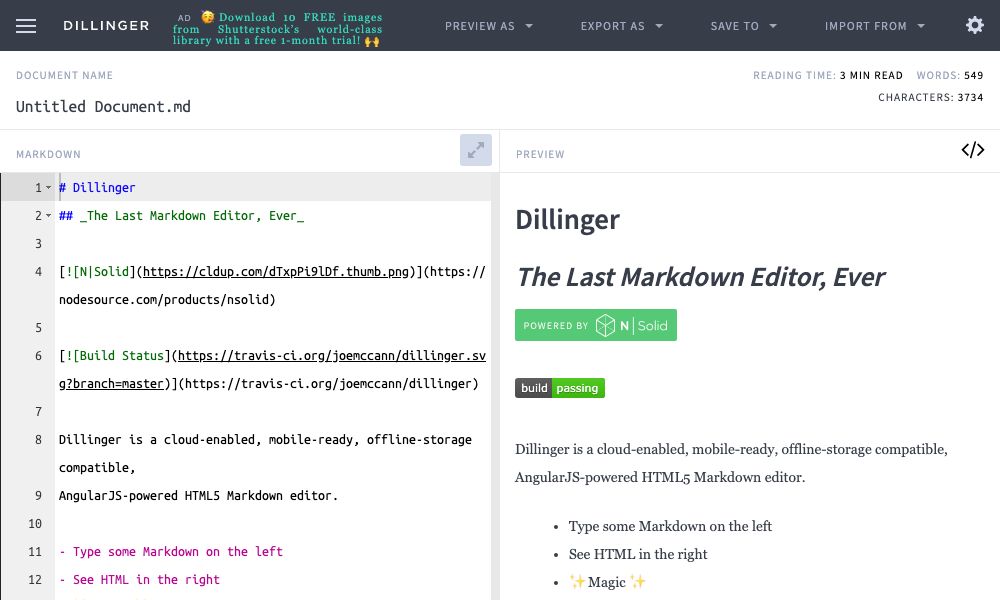 DILLINGER
AD 🥳 Download 10 FREE images
from Shutterstock's world-class
library with a free 1-month trial! 🙌
PREVIEW AS
EXPORT AS
SAVE TO
IMPORT FROM
DOCUMENT NAME
Untitled Document.md
READING TIME: 3 MIN READ WORDS: 549
CHARACTERS: 3734
MARKDOWN
1 # Dillinger
2 ## _The Last Markdown Editor, Ever_
3
4 [![N|Solid](https://cldup.com/dTxpPi9lDf.thumb.png)](https://
nodesource.com/products/nsolid)
5
6 [![Build Status](https://travis-ci.org/joemccann/dillinger.sv
g?branch=master)](https://travis-ci.org/joemccann/dillinger)
7
8 Dillinger is a cloud-enabled, mobile-ready, offline-storage
compatible,
9 AngularJS-powered HTML5 Markdown editor.
10
11 - Type some Markdown on the left
12 - See HTML in the right
PREVIEW
</>
Dillinger
The Last Markdown Editor, Ever
POWERED BY N|Solid
build passing
Dillinger is a cloud-enabled, mobile-ready, offline-storage compatible,
AngularJS-powered HTML5 Markdown editor.
• Type some Markdown on the left
• See HTML in the right
• ✨ Magic ✨